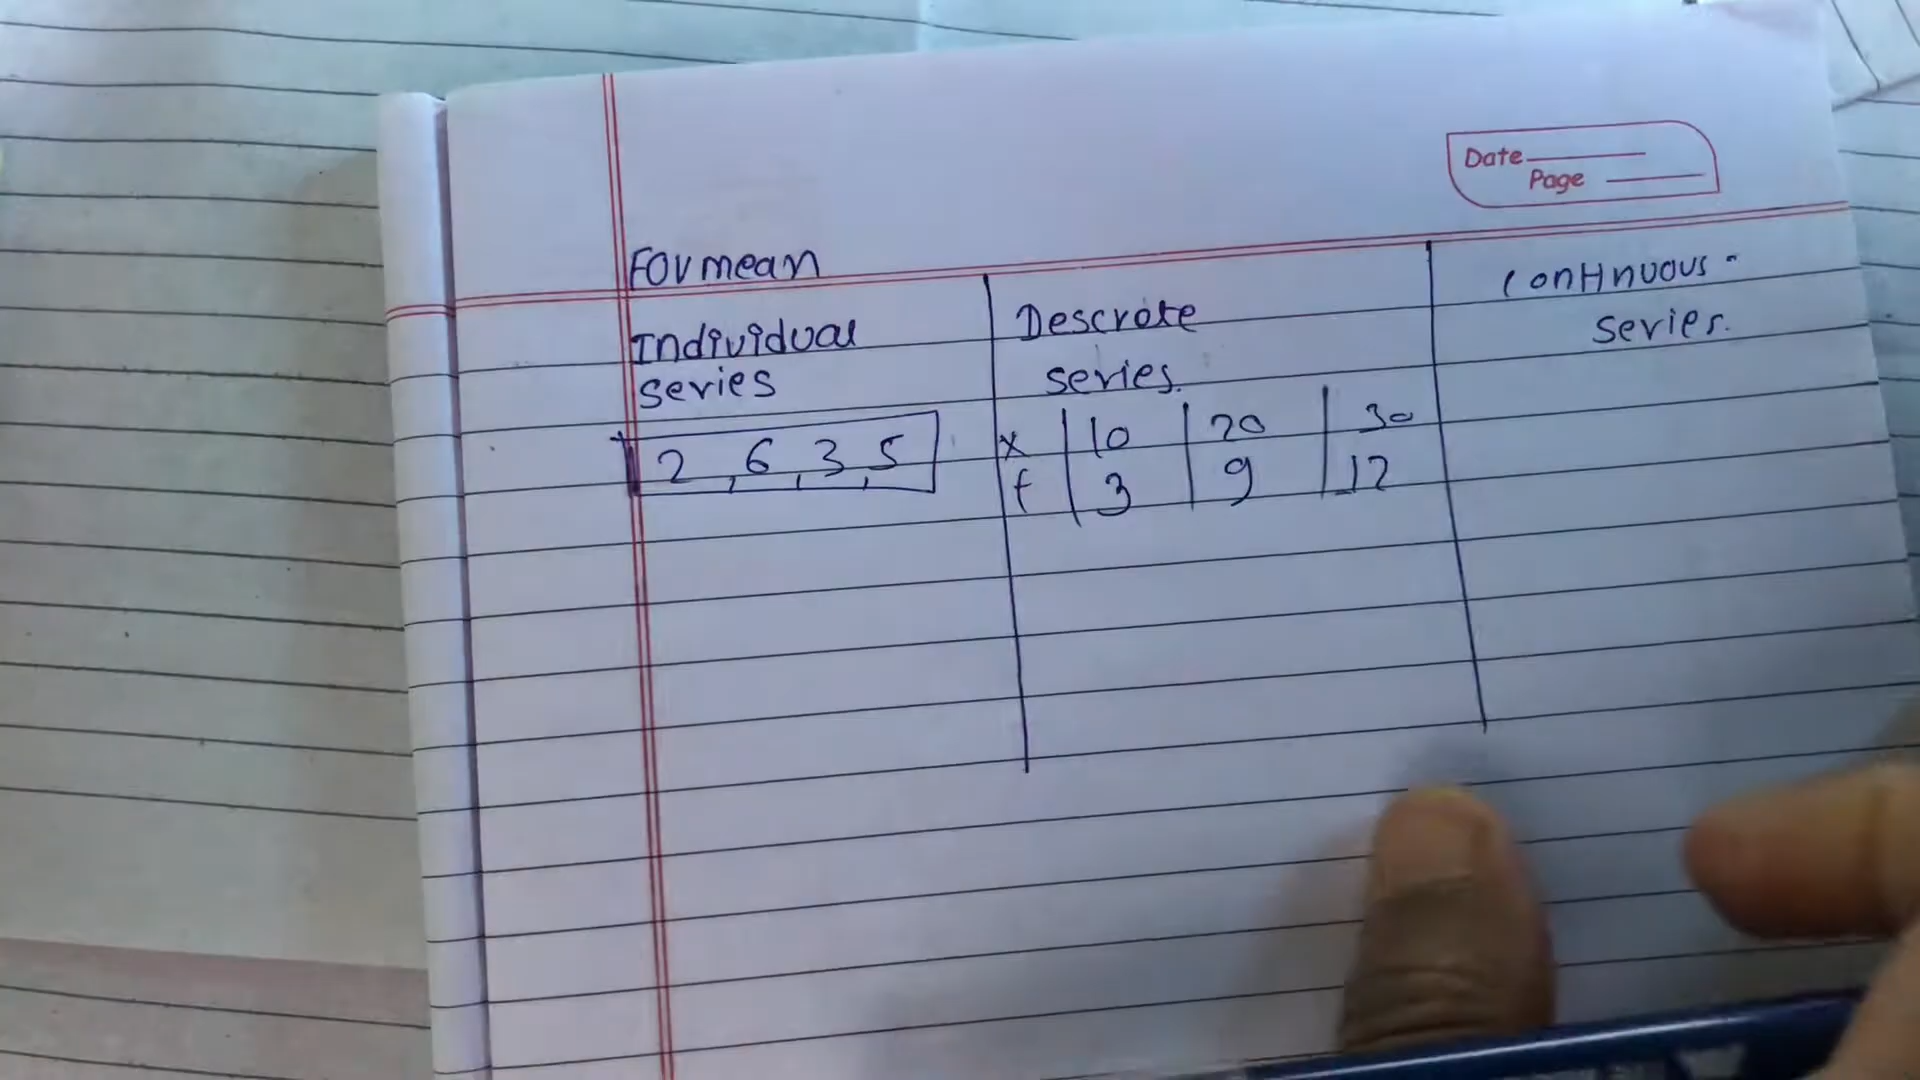 Date
Page
For mean
Individual
series
2, 6, 3, 5
Descrote
series.
x | 10 | 20 | 30
f | 3 | 9 | 12
continuous -
series.